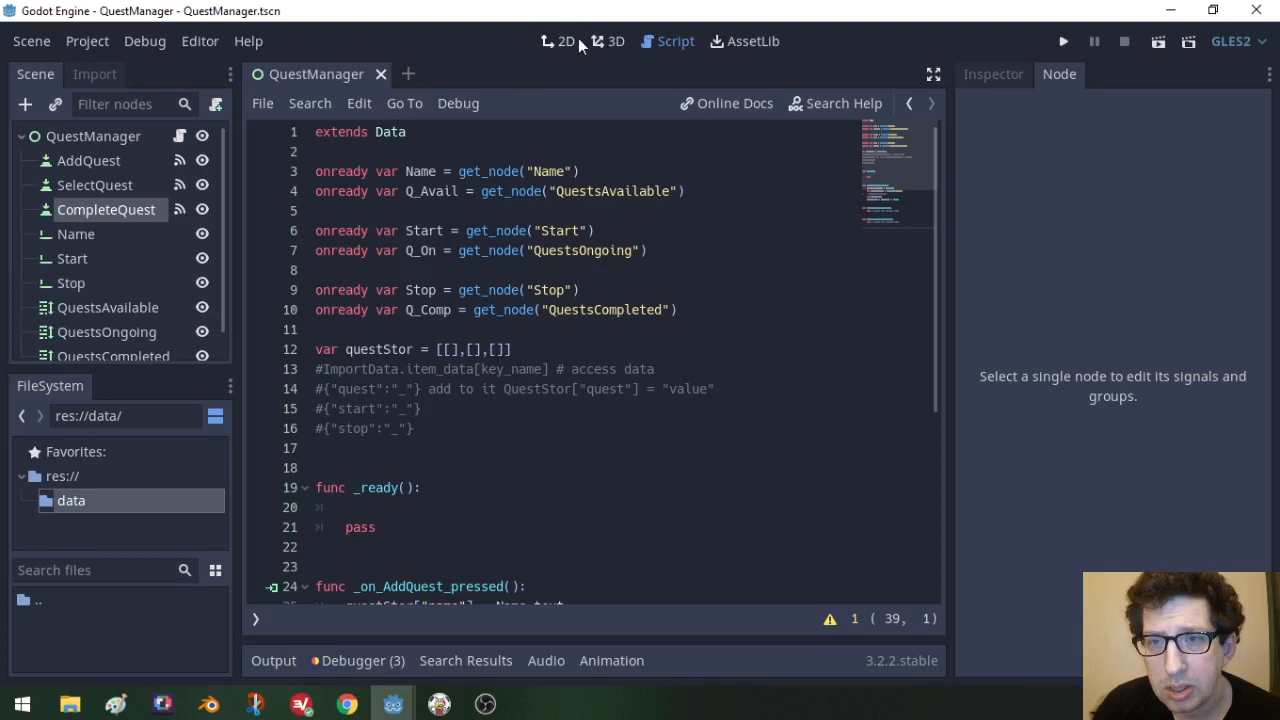 Godot Engine - QuestManager - QuestManager.tscn
Scene Project Debug Editor Help
2D 3D Script AssetLib
GLES2
Scene Import
Filter nodes
QuestManager
AddQuest
SelectQuest
CompleteQuest
Name
Start
Stop
QuestsAvailable
QuestsOngoing
QuestsCompleted
FileSystem
res://data/
Favorites:
res://
data
Search files
..
QuestManager
File Search Edit Go To Debug
Online Docs Search Help
1 extends Data
2
3 onready var Name = get_node("Name")
4 onready var Q_Avail = get_node("QuestsAvailable")
5
6 onready var Start = get_node("Start")
7 onready var Q_On = get_node("QuestsOngoing")
8
9 onready var Stop = get_node("Stop")
10 onready var Q_Comp = get_node("QuestsCompleted")
11
12 var questStor = [[],[],[]]
13 #ImportData.item_data[key_name] # access data
14 #{"quest":"_"} add to it QuestStor["quest"] = "value"
15 #{"start":"_"}
16 #{"stop":"_"}
17
18
19 func _ready():
20
21 pass
22
23
24 func _on_AddQuest_pressed():
1 ( 39, 1)
Output Debugger (3) Search Results Audio Animation 3.2.2.stable
Inspector Node
Select a single node to edit its signals and
groups.